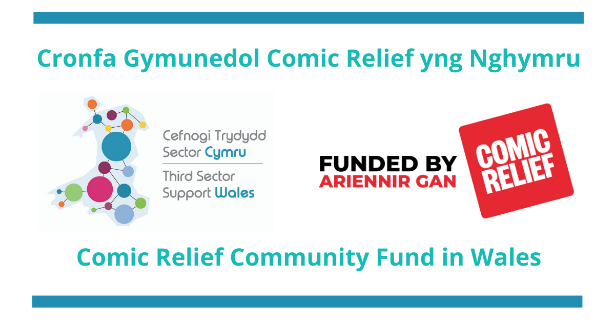 Cronfa Gymunedol Comic Relief yng Nghymru
Cefnogi Trydydd
Sector Cymru
Third Sector
Support Wales
FUNDED BY
ARIENNIR GAN
COMIC
RELIEF
Comic Relief Community Fund in Wales